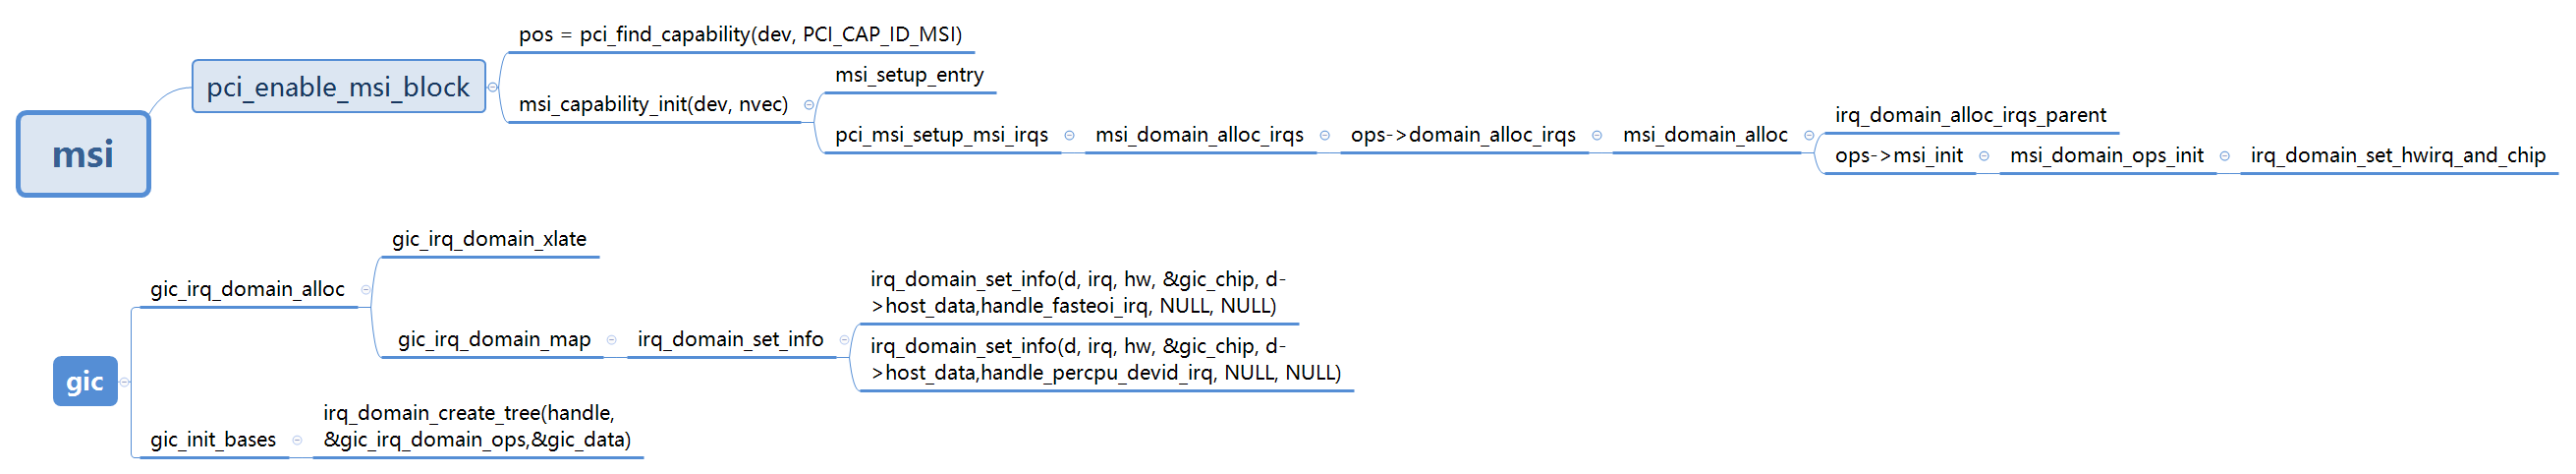 msi
pci_enable_msi_block
pos = pci_find_capability(dev, PCI_CAP_ID_MSI)
msi_capability_init(dev, nvec)
msi_setup_entry
pci_msi_setup_msi_irqs
msi_domain_alloc_irqs
ops->domain_alloc_irqs
msi_domain_alloc
irq_domain_alloc_irqs_parent
ops->msi_init
msi_domain_ops_init
irq_domain_set_hwirq_and_chip
gic
gic_irq_domain_alloc
gic_irq_domain_xlate
gic_irq_domain_map
irq_domain_set_info
irq_domain_set_info(d, irq, hw, &gic_chip, d-
>host_data,handle_fasteoi_irq, NULL, NULL)
irq_domain_set_info(d, irq, hw, &gic_chip, d-
>host_data,handle_percpu_devid_irq, NULL, NULL)
gic_init_bases
irq_domain_create_tree(handle,
&gic_irq_domain_ops,&gic_data)